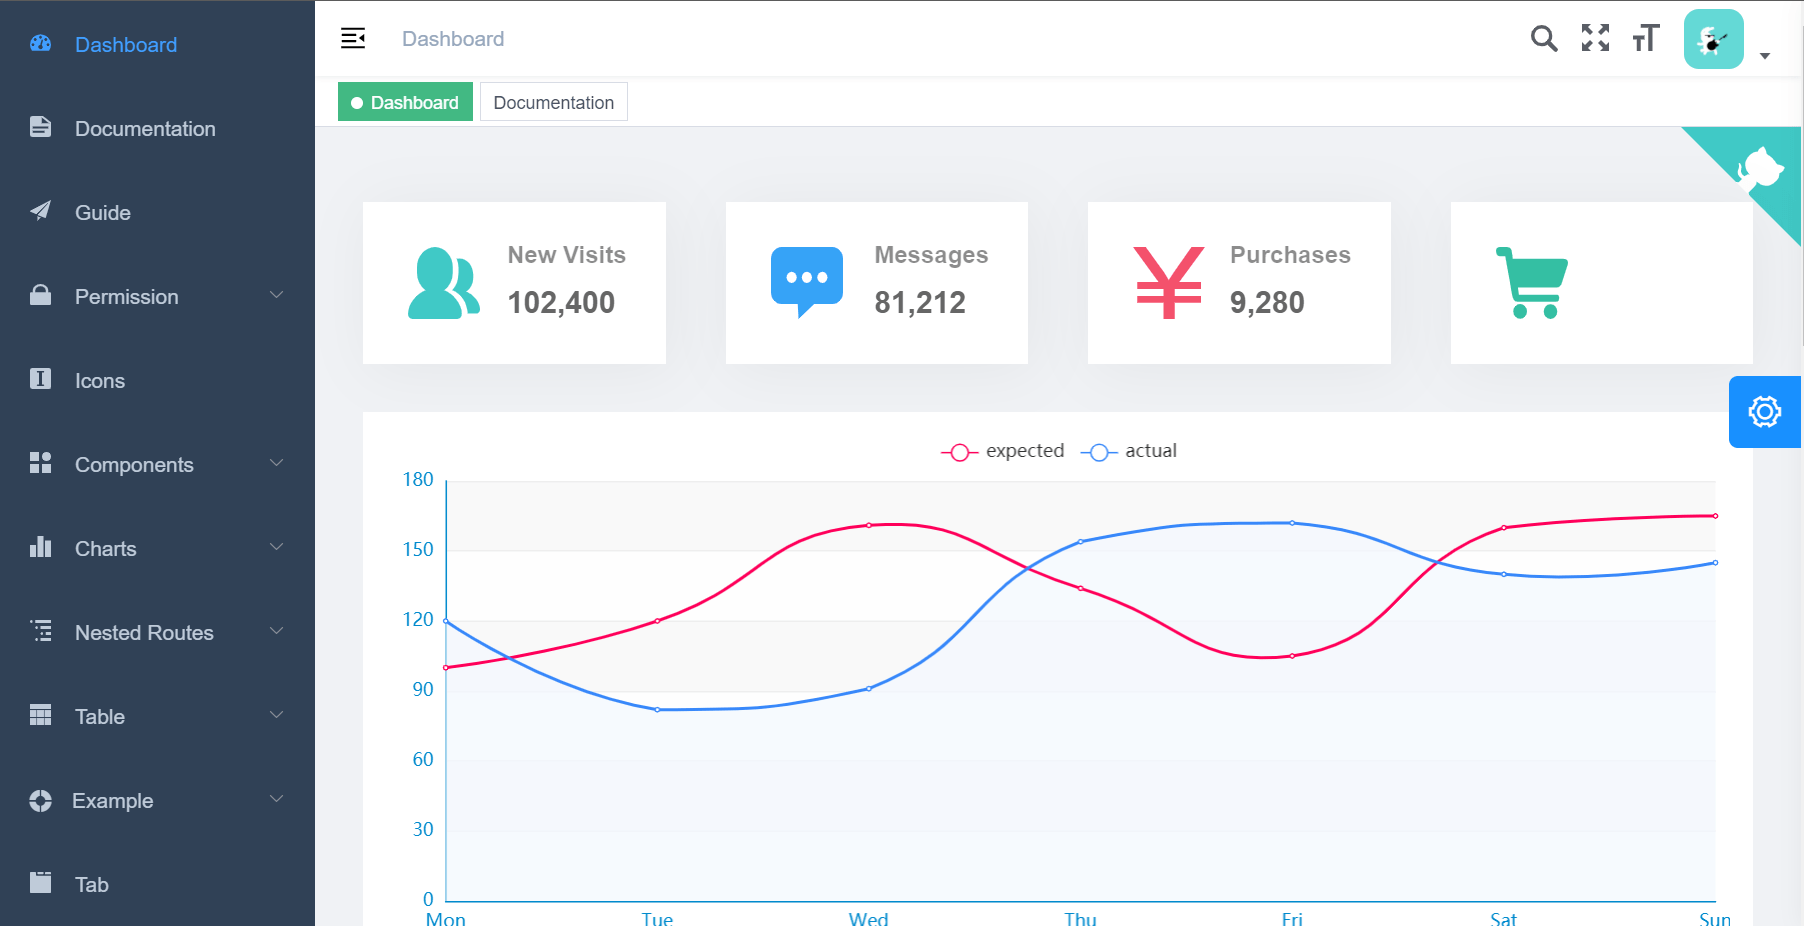 Dashboard
Documentation
Guide
Permission
Icons
Components
Charts
Nested Routes
Table
Example
Tab
Dashboard
Dashboard
Documentation
New Visits
102,400
Messages
81,212
Purchases
9,280
expected
actual
180
150
120
90
60
30
0
Mon Tue Wed Thu Fri Sat Sun